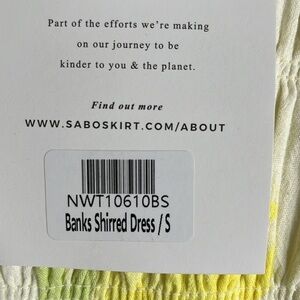 Part of the efforts we're making
on our journey to be
kinder to you & the planet.
Find out more
WWW.SABOSKIRT.COM/ABOUT
NWT10610BS
Banks Shirred Dress / S